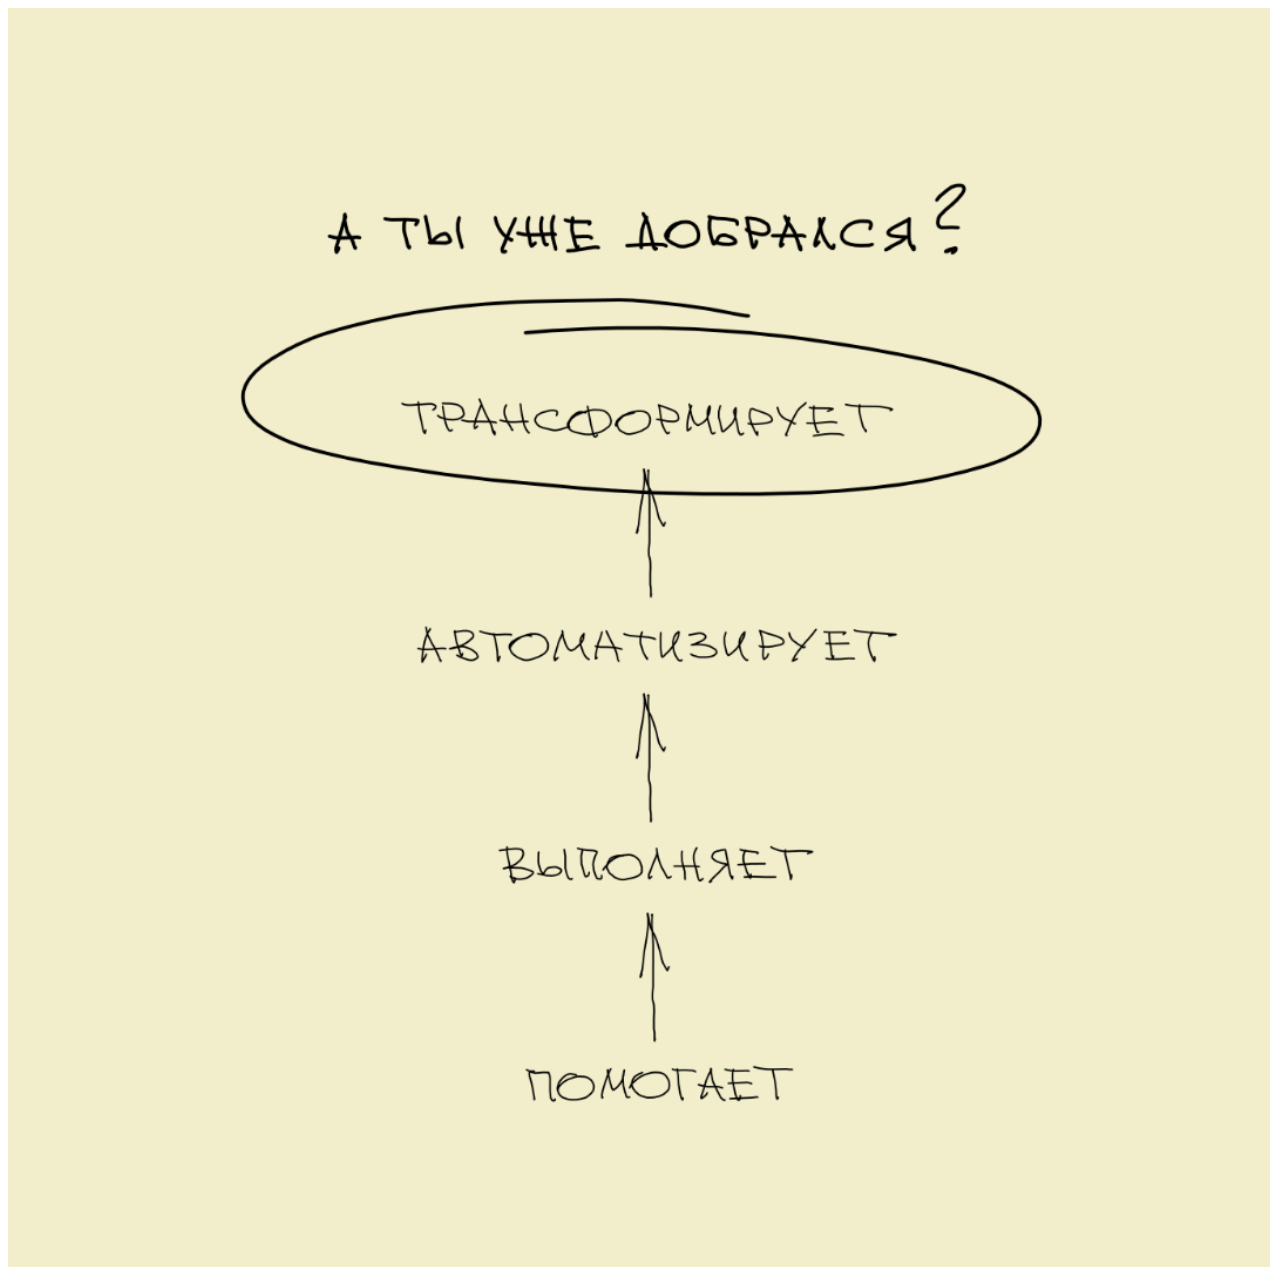 А ТЫ УЖЕ ДОБРАЛСЯ?
ТРАНСФОРМИРУЕТ
АВТОМАТИЗИРУЕТ
ВЫПОЛНЯЕТ
ПОМОГАЕТ